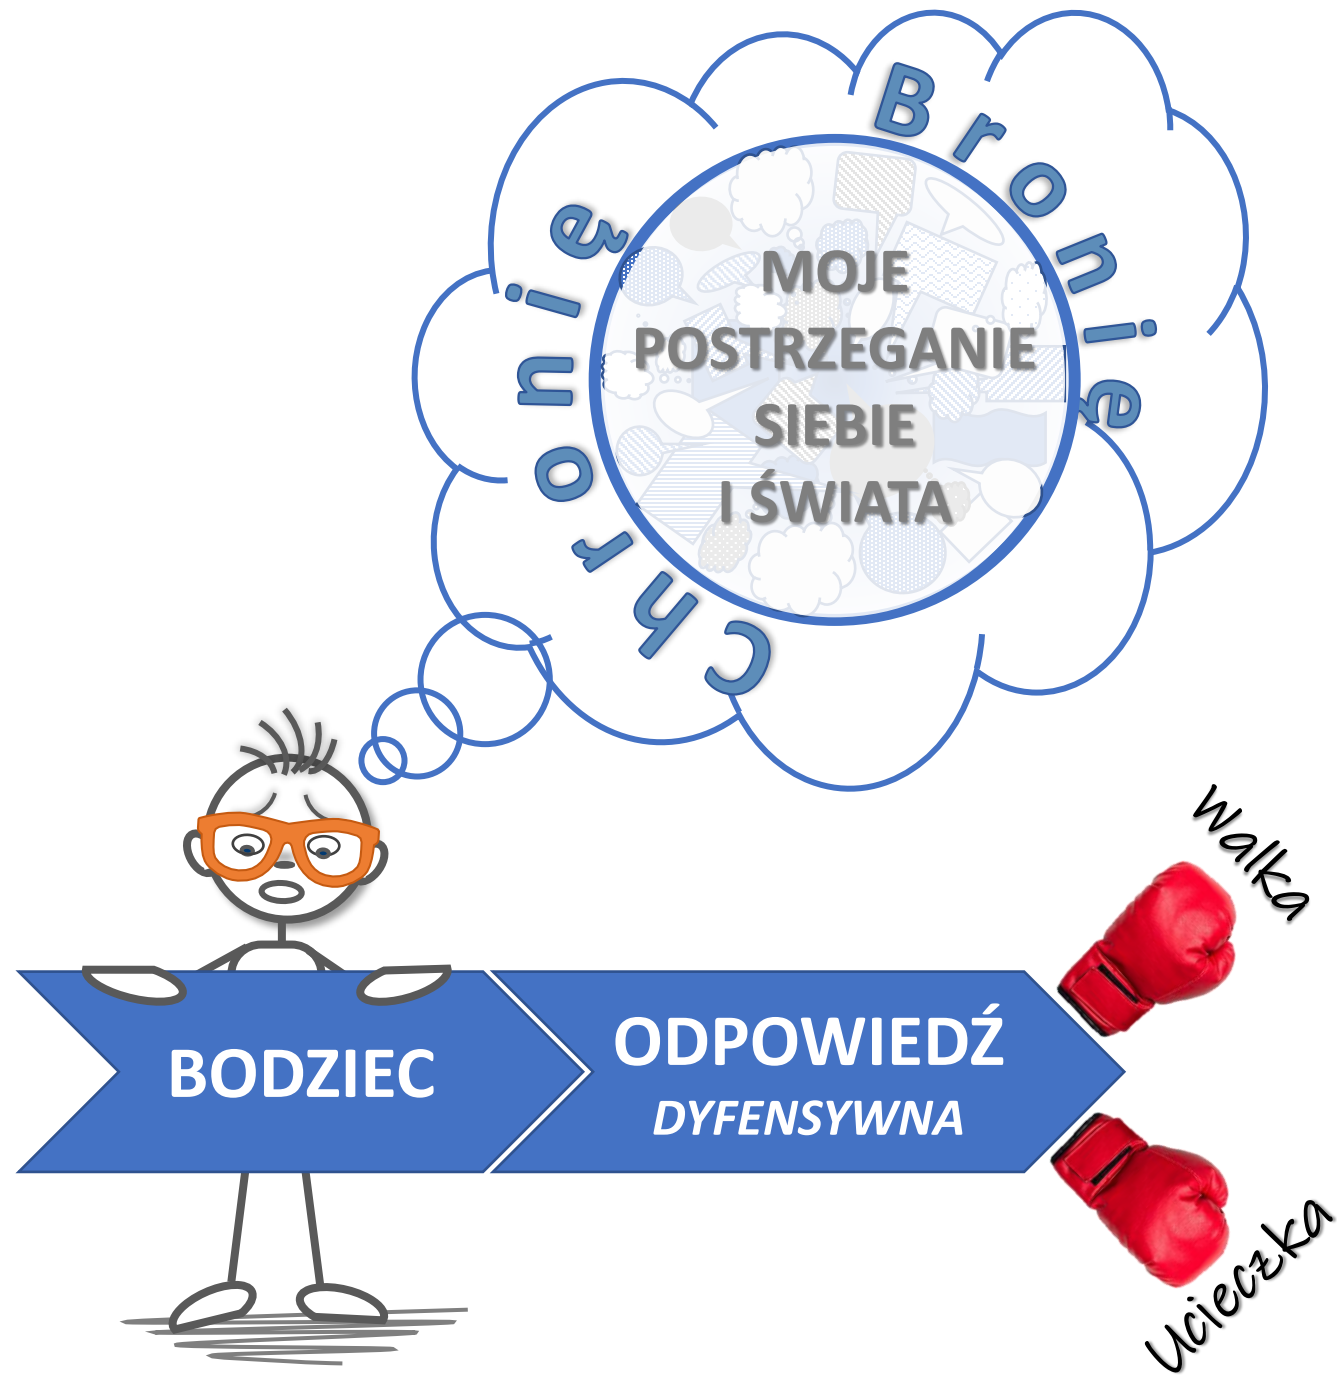 Bronię
Chronię
MOJE
POSTRZEGANIE
SIEBIE
I ŚWIATA
BODZIEC
ODPOWIEDŹ
DYFENSYWNA
Walka
Ucieczka